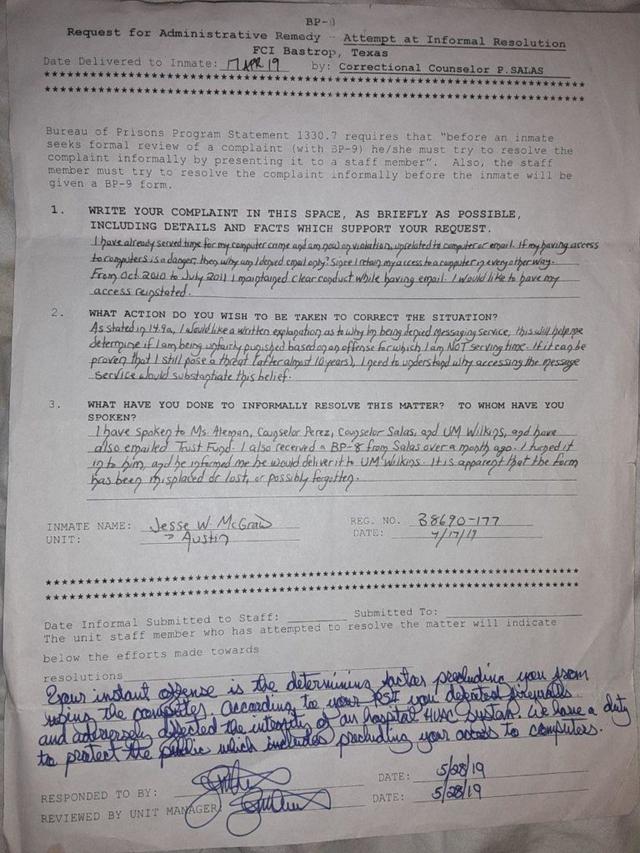 BP-8
Request for Administrative Remedy - Attempt at Informal Resolution
FCI Bastrop, Texas
Date Delivered to Inmate: 17 APR 19 by: Correctional Counselor P.SALAS
Bureau of Prisons Program Statement 1330.7 requires that "before an inmate
seeks formal review of a complaint (with BP-9) he/she must try to resolve the
complaint informally by presenting it to a staff member". Also, the staff
member must try to resolve the complaint informally before the inmate will be
given a BP-9 form.
1. WRITE YOUR COMPLAINT IN THIS SPACE, AS BRIEFLY AS POSSIBLE,
INCLUDING DETAILS AND FACTS WHICH SUPPORT YOUR REQUEST.
I have already served time for my computer crime and am now on violation, unrelated to computer or email. If my having access
to computers is a danger, then why am I denied email only? Since I retain my access to a computer in every other way.
From Oct 2010 to July 2011 I maintained clear conduct while having email. I would like to have my
access reinstated.
2. WHAT ACTION DO YOU WISH TO BE TAKEN TO CORRECT THE SITUATION?
As stated in 14.9a, I would like a written explanation as to why I'm being denied messaging service, this will help me
determine if I am being unfairly punished based on an offense for which I am NOT serving time. If it can be
proven that I still pose a threat (after almost 10 years), I need to understand why accessing the message
service would substantiate this belief.
3. WHAT HAVE YOU DONE TO INFORMALLY RESOLVE THIS MATTER? TO WHOM HAVE YOU
SPOKEN?
I have spoken to Ms. Aleman, Counselor Perez, Counselor Salas, and UM Wilkins, and have
also emailed Trust Fund. I also received a BP-8 from Salas over a month ago. I turned it
in to him, and he informed me he would deliver it to UM Wilkins. It is apparent that the form
has been misplaced or lost, or possibly forgotten.
INMATE NAME: Jesse W. McGraw REG. NO. 38690-177
UNIT: Austin DATE: 4/17/19
Date Informal Submitted to Staff: Submitted To:
The unit staff member who has attempted to resolve the matter will indicate
below the efforts made towards
resolutions
Your instant offense is the determining factor precluding you from
using the computer. According to your PSI you defeated firewalls
and adversely affected the integrity of an hospital HVAC system. We have a duty
to protect the public which includes precluding your access to computers.
RESPONDED TO BY: DATE: 5/28/19
REVIEWED BY UNIT MANAGER: DATE: 5/28/19